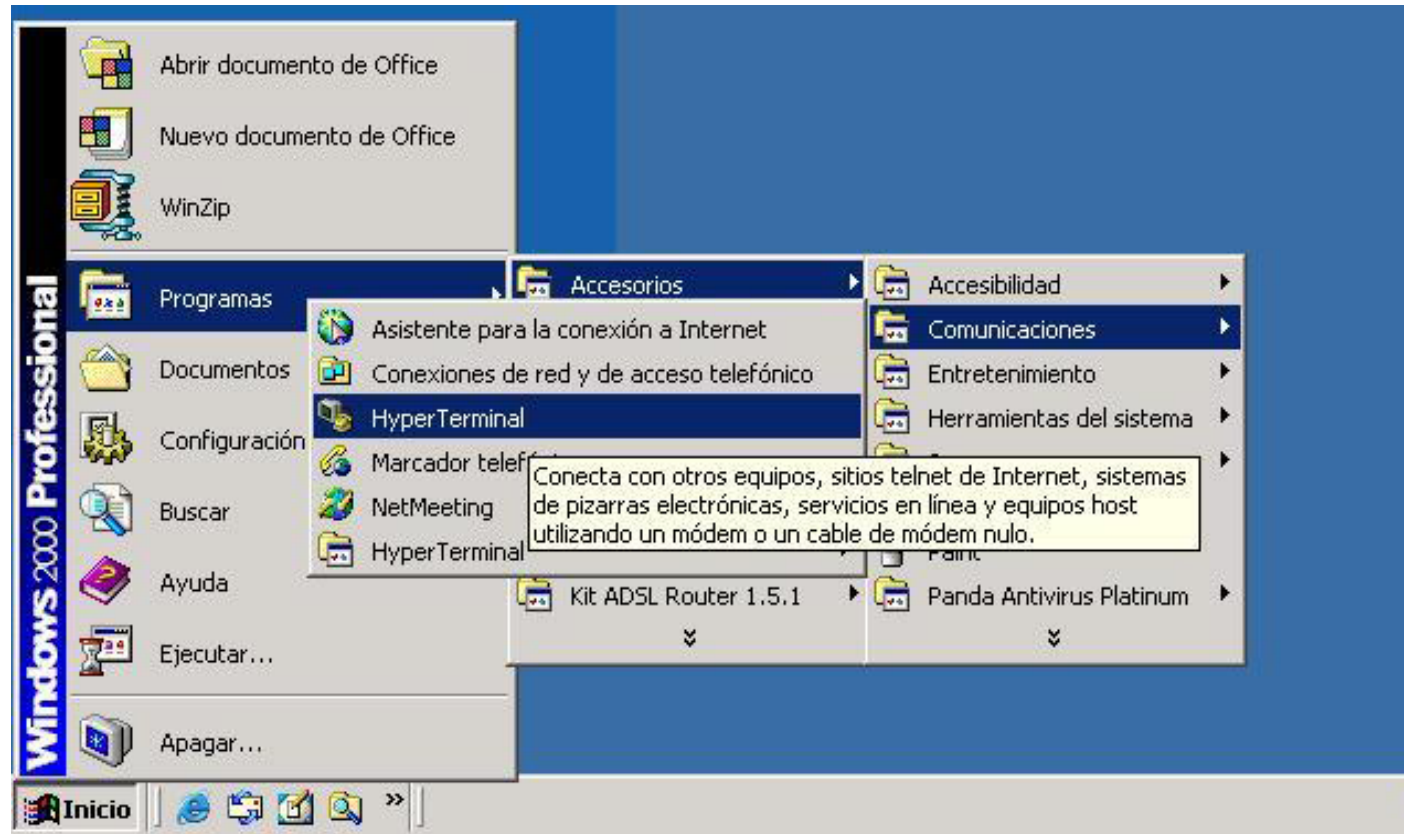 Abrir documento de Office
Nuevo documento de Office
WinZip
Windows 2000 Professional
Programas
Documentos
Configuración
Buscar
Ayuda
Ejecutar...
Apagar...
Accesorios
Kit ADSL Router 1.5.1
Asistente para la conexión a Internet
Conexiones de red y de acceso telefónico
HyperTerminal
Marcador
NetMeeting
HyperTerminal
Accesibilidad
Comunicaciones
Entretenimiento
Herramientas del sistema
Paint
Panda Antivirus Platinum
Conecta con otros equipos, sitios telnet de Internet, sistemas
de pizarras electrónicas, servicios en línea y equipos host
utilizando un módem o un cable de módem nulo.
Inicio